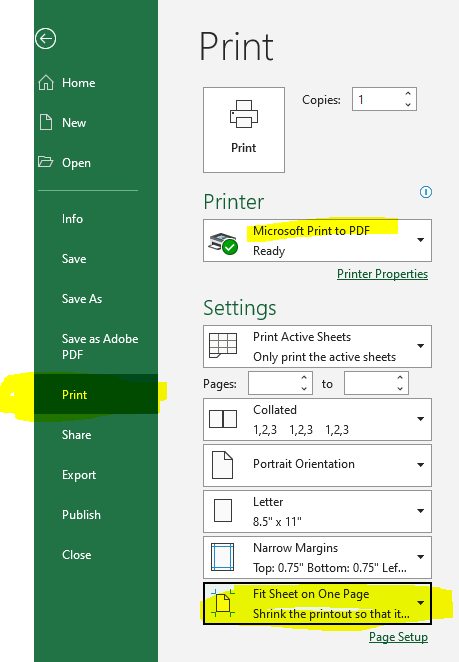 Print
Home
New
Open
Info
Save
Save As
Save as Adobe
PDF
Print
Share
Export
Publish
Close
Print
Copies: 1
Printer
Microsoft Print to PDF
Ready
Printer Properties
Settings
Print Active Sheets
Only print the active sheets
Pages: to
Collated
1,2,3 1,2,3 1,2,3
Portrait Orientation
Letter
8.5" x 11"
Narrow Margins
Top: 0.75" Bottom: 0.75" Lef...
Fit Sheet on One Page
Shrink the printout so that it...
Page Setup